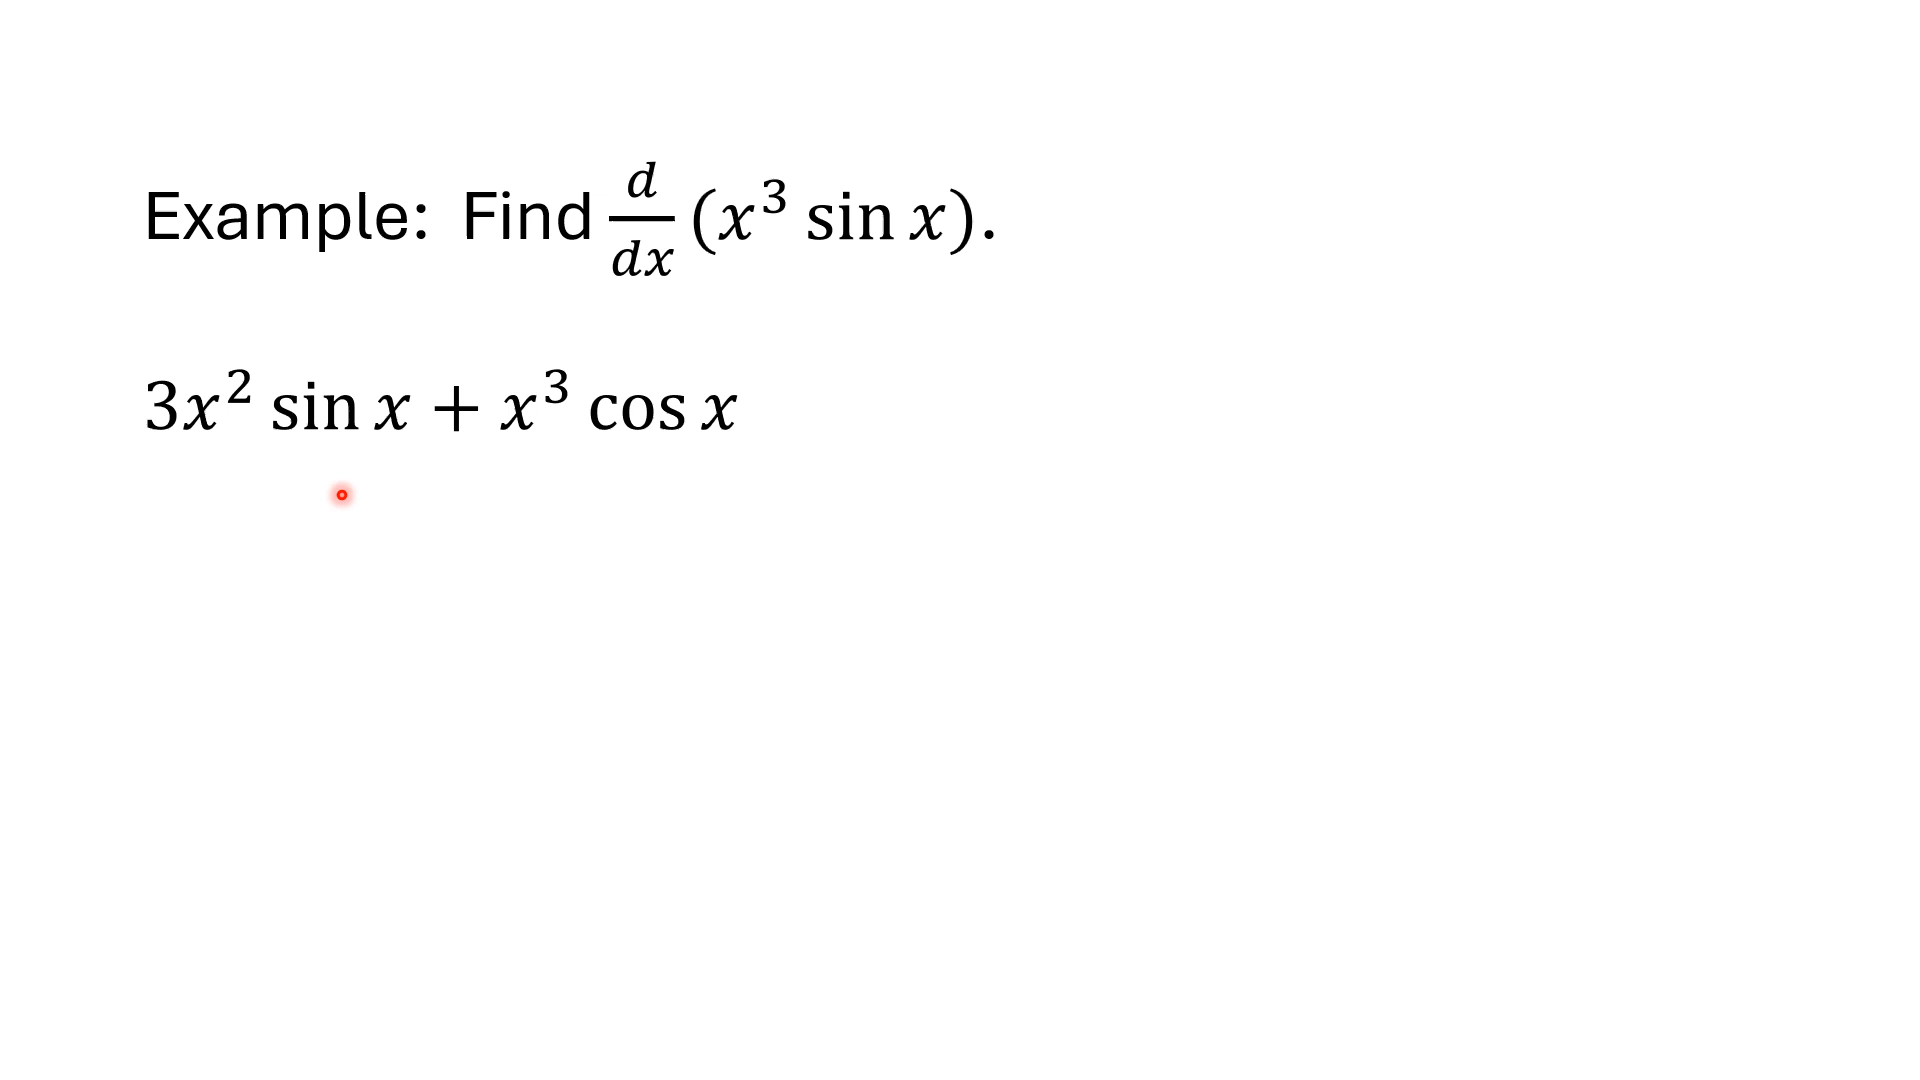 Example: Find d/dx (x³ sin x).
3x² sin x + x³ cos x